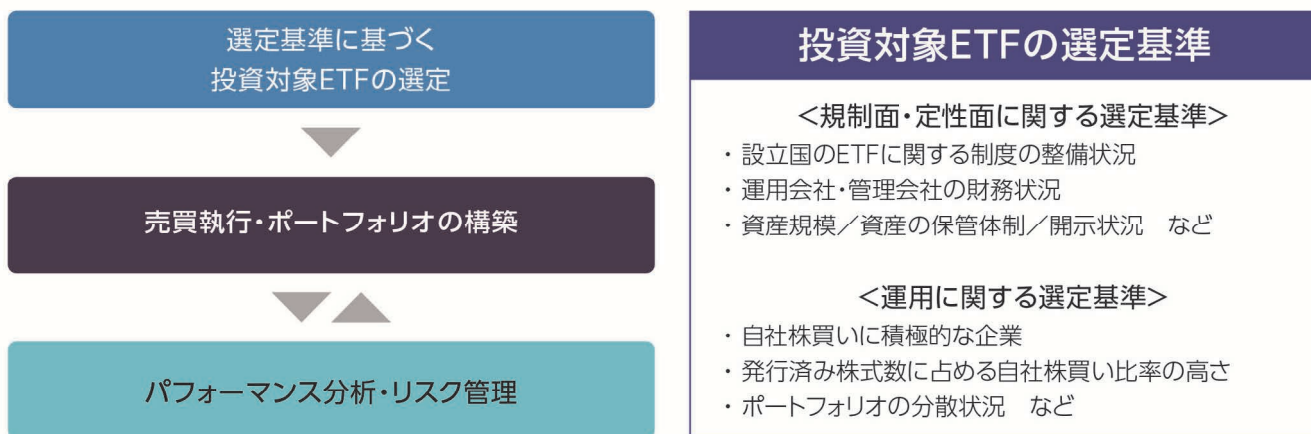 選定基準に基づく
投資対象ETFの選定
売買執行・ポートフォリオの構築
パフォーマンス分析・リスク管理
投資対象ETFの選定基準
<規制面・定性面に関する選定基準>
・設立国のETFに関する制度の整備状況
・運用会社・管理会社の財務状況
・資産規模／資産の保管体制／開示状況　など
<運用に関する選定基準>
・自社株買いに積極的な企業
・発行済み株式数に占める自社株買い比率の高さ
・ポートフォリオの分散状況　など